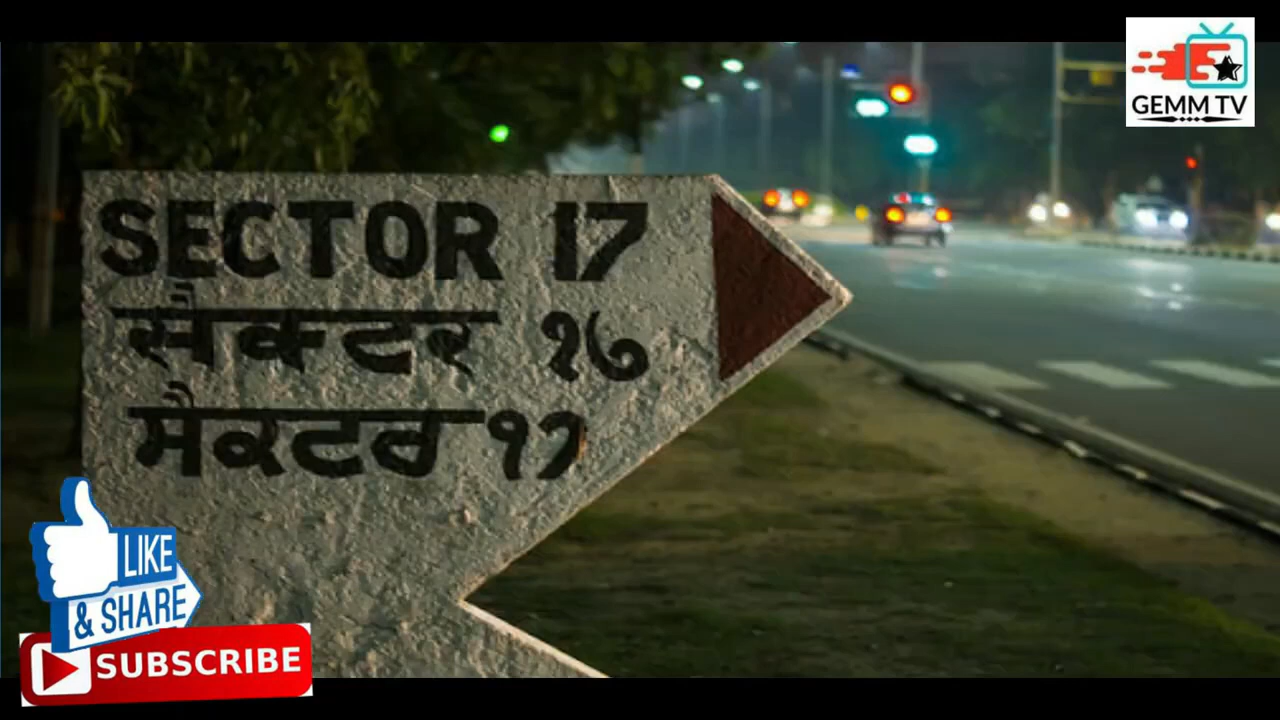 GEMM TV
SECTOR 17
सैक्टर १७
ਸੈਕਟਰ ੧੭
LIKE
& SHARE
SUBSCRIBE